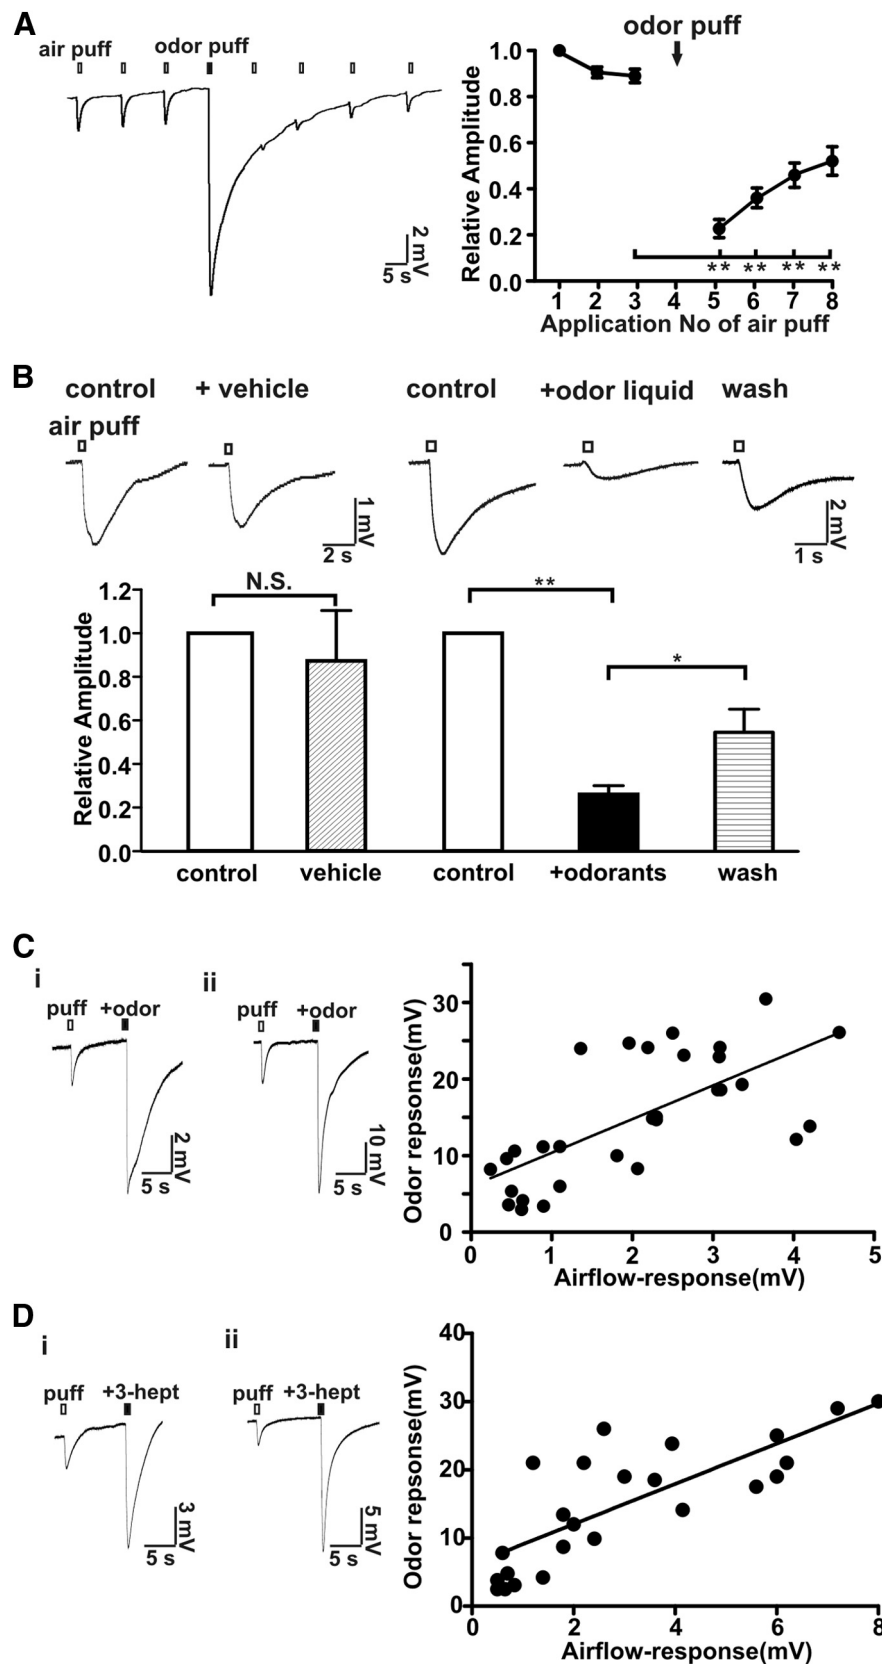 A
air puff
odor puff
5 s
2 mV
odor puff
Relative Amplitude
1.0
0.8
0.6
0.4
0.2
0.0
** ** ** **
1 2 3 4 5 6 7 8
Application No of air puff
B
control + vehicle control +odor liquid wash
air puff
1 mV
2 s
2 mV
1 s
Relative Amplitude
1.2
1.0
0.8
0.6
0.4
0.2
0.0
N.S.
**
*
control vehicle control +odorants wash
C
i
puff +odor
2 mV
5 s
ii
puff +odor
10 mV
5 s
Odor repsonse(mV)
30
20
10
0
0 1 2 3 4 5
Airflow-response(mV)
D
i
puff +3-hept
3 mV
5 s
ii
puff +3-hept
5 mV
5 s
Odor repsonse(mV)
40
30
20
10
0
0 2 4 6 8
Airflow-response(mV)